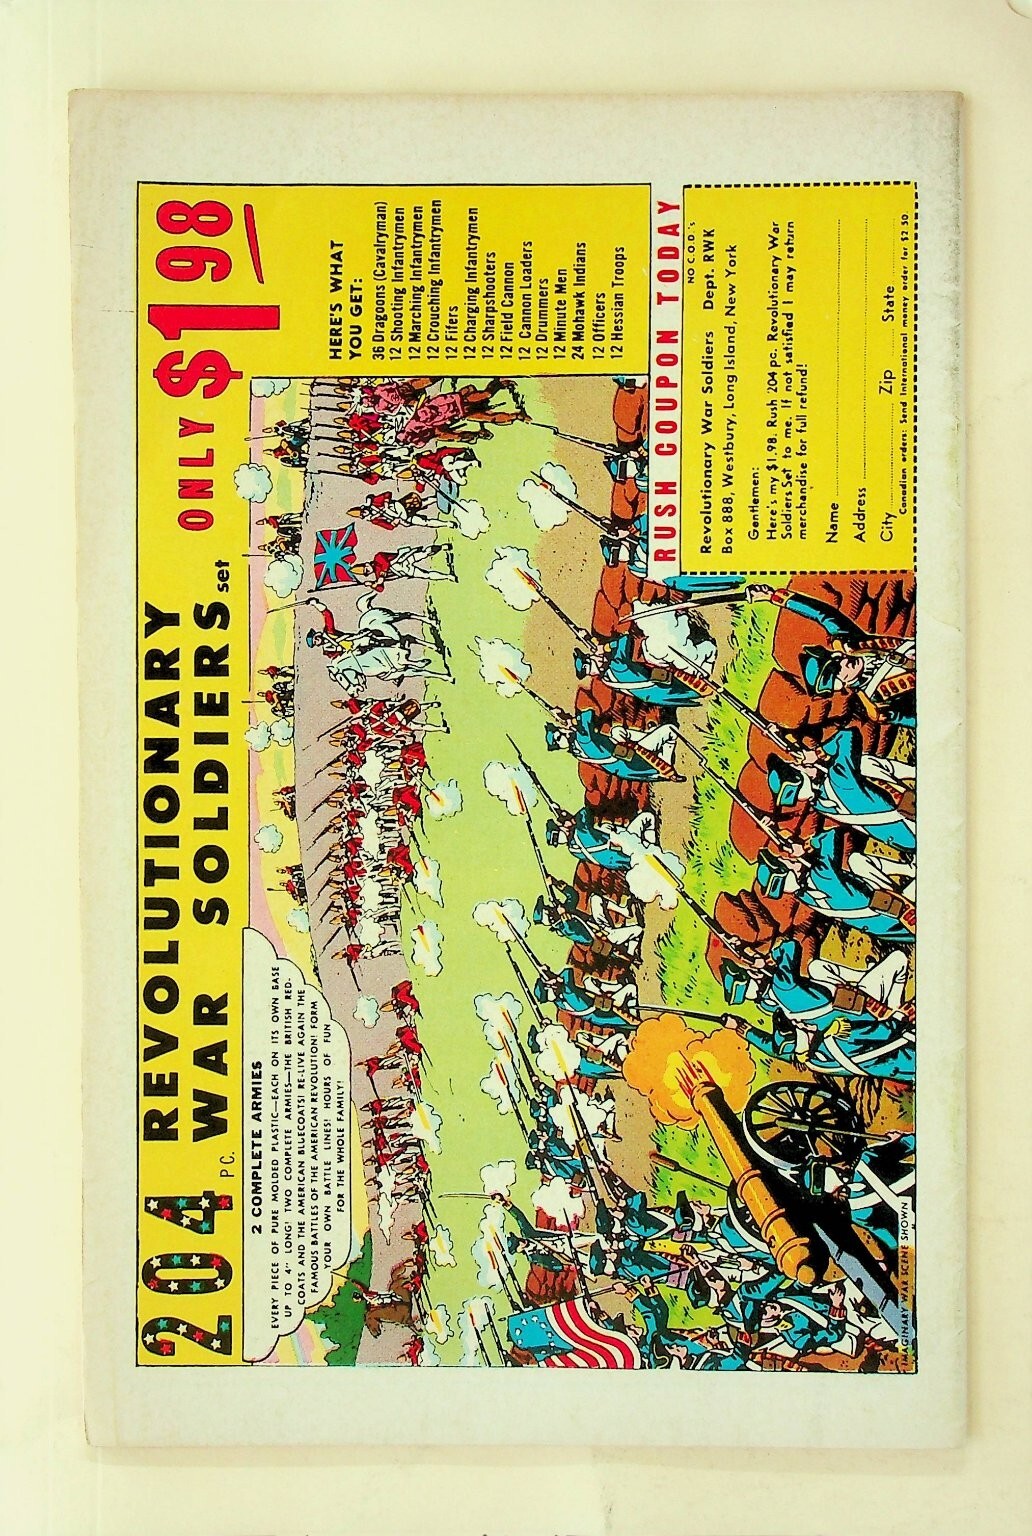 204 PC. REVOLUTIONARY
WAR SOLDIERS set
ONLY $1 98
2 COMPLETE ARMIES
EVERY PIECE OF PURE MOLDED PLASTIC—EACH ON ITS OWN BASE
UP TO 4" LONG! TWO COMPLETE ARMIES—THE BRITISH RED-
COATS AND THE AMERICAN BLUECOATS! RE-LIVE AGAIN THE
FAMOUS BATTLES OF THE AMERICAN REVOLUTION! FORM
YOUR OWN BATTLE LINES! HOURS OF FUN
FOR THE WHOLE FAMILY!
HERE'S WHAT
YOU GET:
36 Dragoons (Cavalryman)
12 Shooting Infantrymen
12 Marching Infantrymen
12 Crouching Infantrymen
12 Fifers
12 Charging Infantrymen
12 Sharpshooters
12 Field Cannon
12 Cannon Loaders
12 Drummers
12 Minute Men
24 Mohawk Indians
12 Officers
12 Hessian Troops
RUSH COUPON TODAY
NO C.O.D.'s
Revolutionary War Soldiers Dept. RWK
Box 888, Westbury, Long Island, New York
Gentlemen:
Here's my $1.98. Rush 204 pc. Revolutionary War
Soldiers Set to me. If not satisfied I may return
merchandise for full refund!
Name
Address
City Zip State
Canadian orders: Send International money order for $2.50.
IMAGINARY WAR SCENE SHOWN